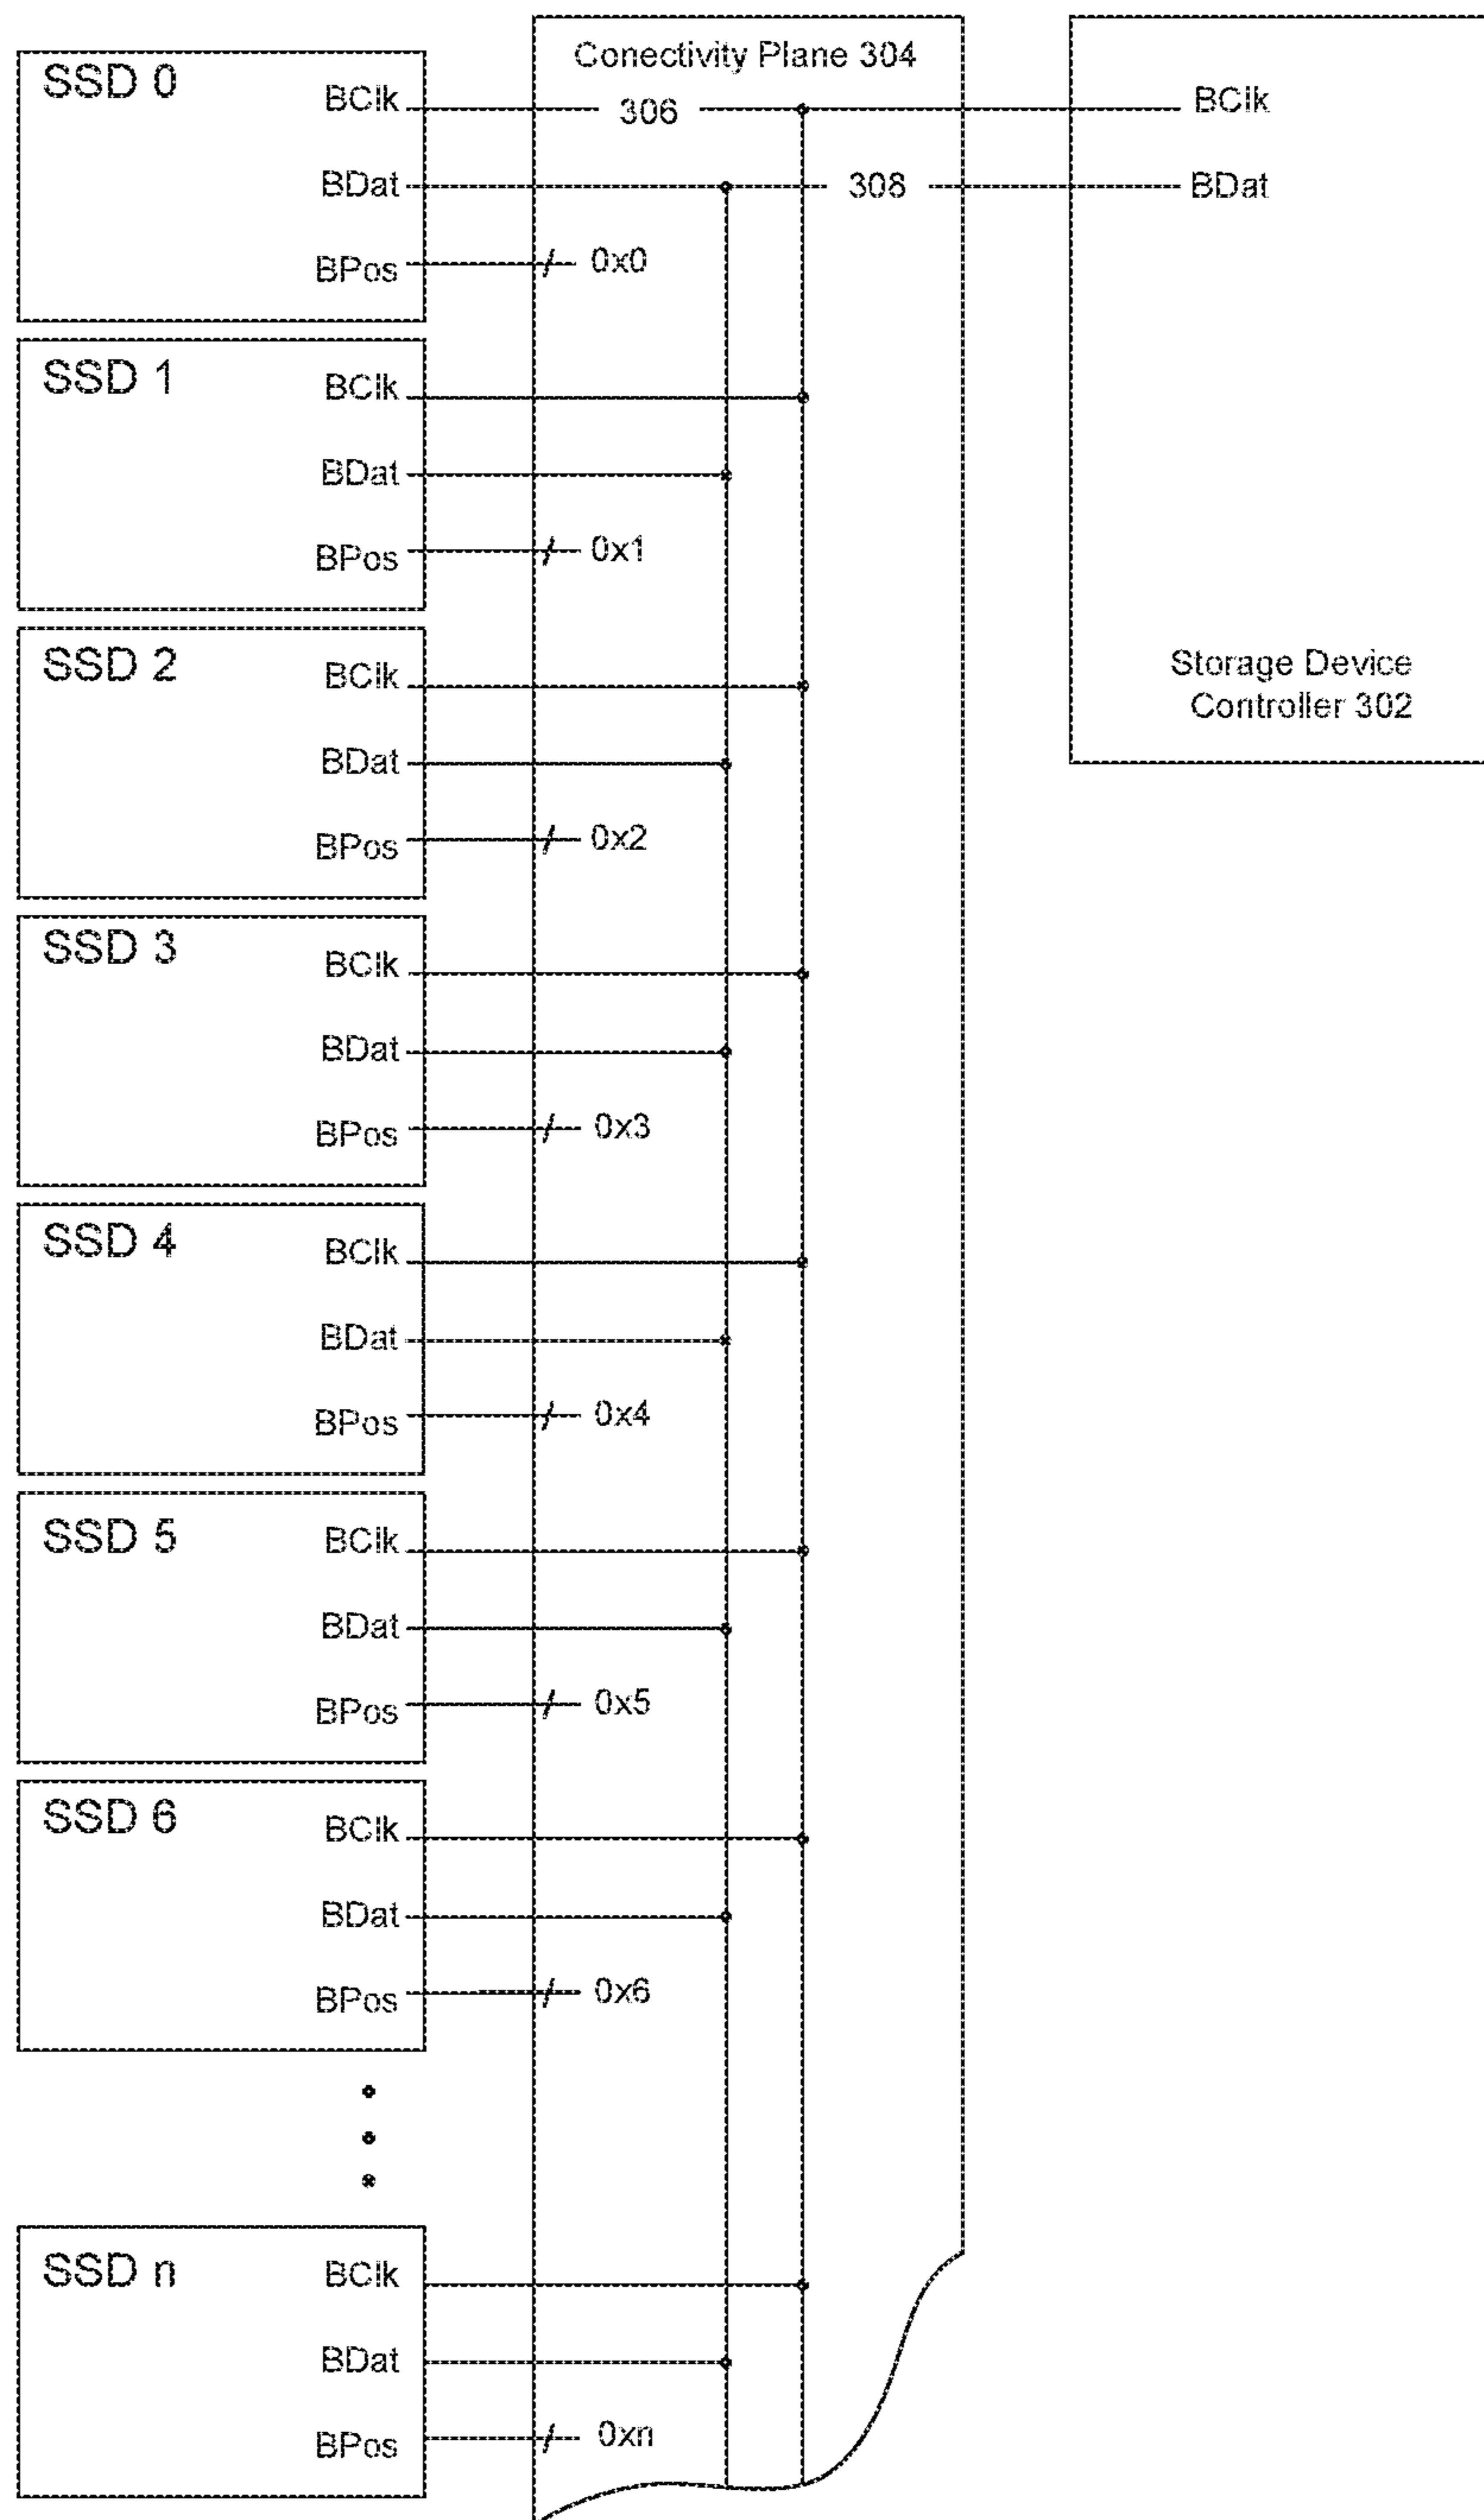 Conectivity Plane 304
SSD 0
BClk
306
BClk
BDat
308
BDat
BPos
0x0
SSD 1
BClk
BDat
BPos
0x1
SSD 2
BClk
Storage Device
Controller 302
BDat
BPos
0x2
SSD 3
BClk
BDat
BPos
0x3
SSD 4
BClk
BDat
BPos
0x4
SSD 5
BClk
BDat
BPos
0x5
SSD 6
BClk
BDat
BPos
0x6
SSD n
BClk
BDat
BPos
0xn